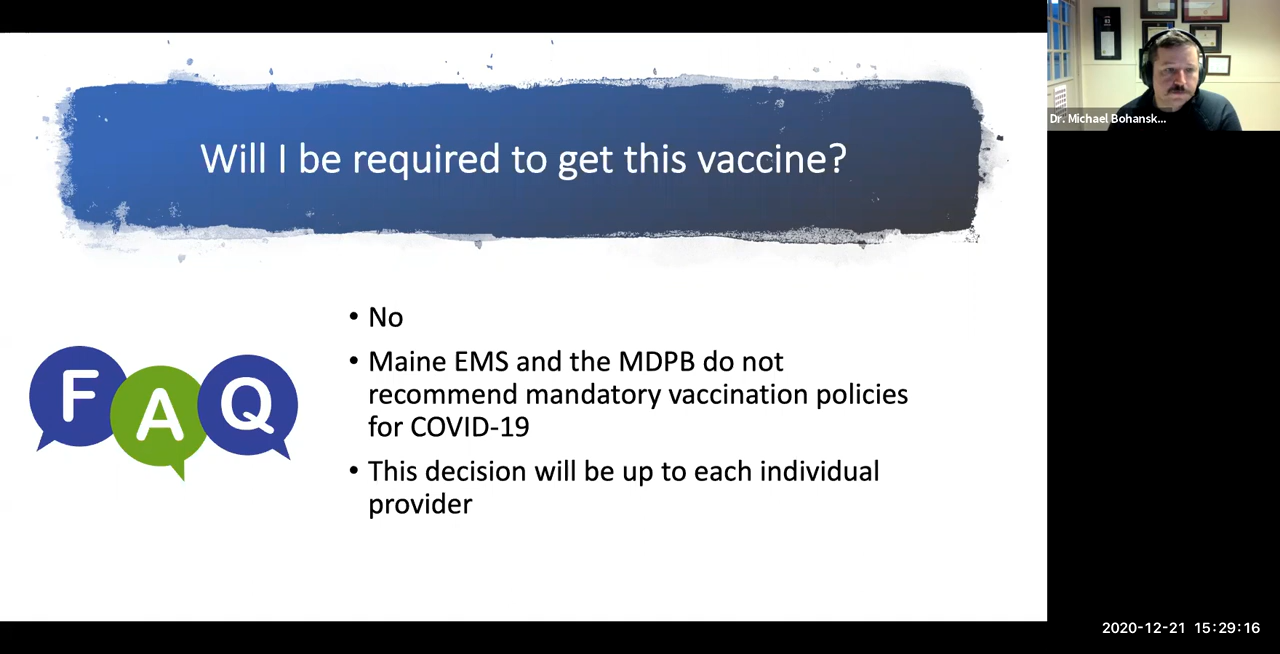 Will I be required to get this vaccine?
Dr. Michael Bohansk...
FAQ
• No
• Maine EMS and the MDPB do not
recommend mandatory vaccination policies
for COVID-19
• This decision will be up to each individual
provider
2020-12-21 15:29:16